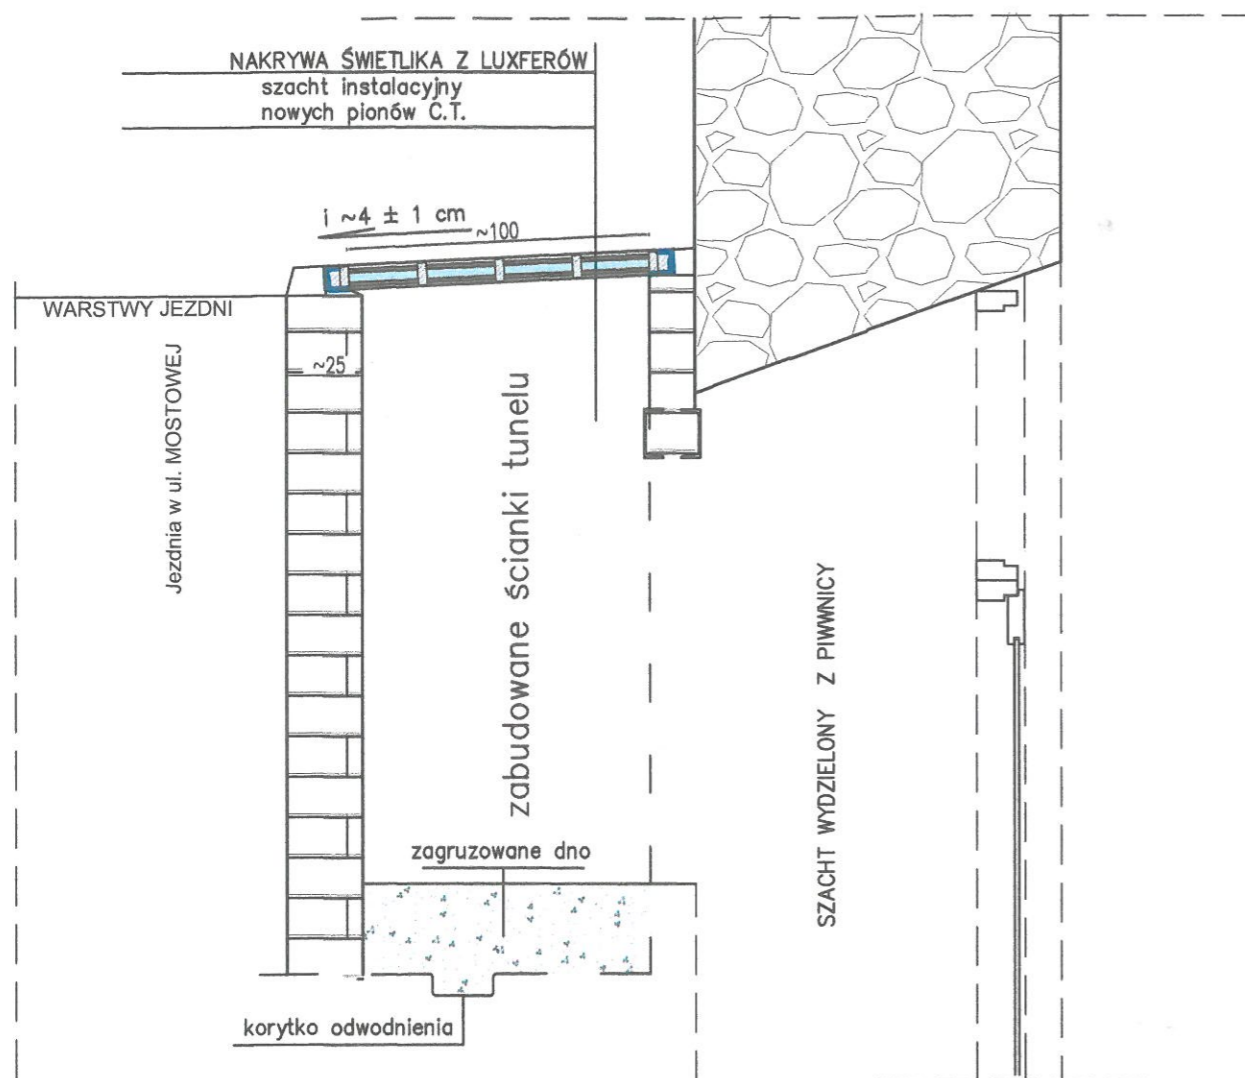 NAKRYWA ŚWIETLIKA Z LUXFERÓW
szacht instalacyjny
nowych pionów C.T.
i ~4 ± 1 cm
~100
WARSTWY JEZDNI
~25
Jezdnia w ul. MOSTOWEJ
zabudowane ścianki tunelu
SZACHT WYDZIELONY Z PIWWNICY
zagruzowane dno
korytko odwodnienia